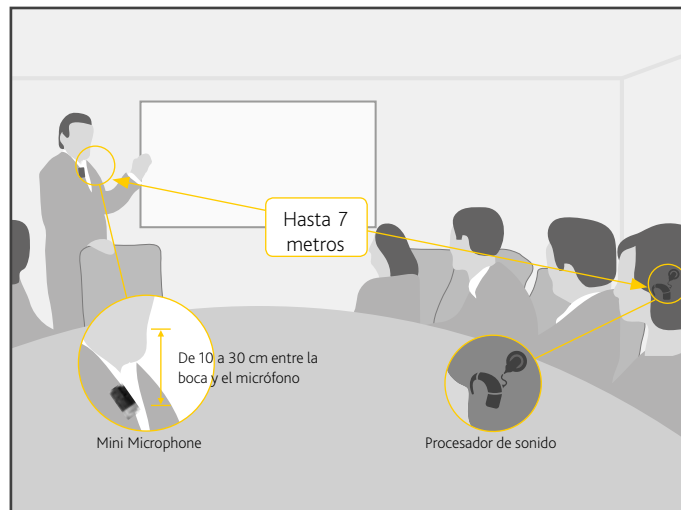 Hasta 7
metros
De 10 a 30 cm entre la
boca y el micrófono
Mini Microphone
Procesador de sonido